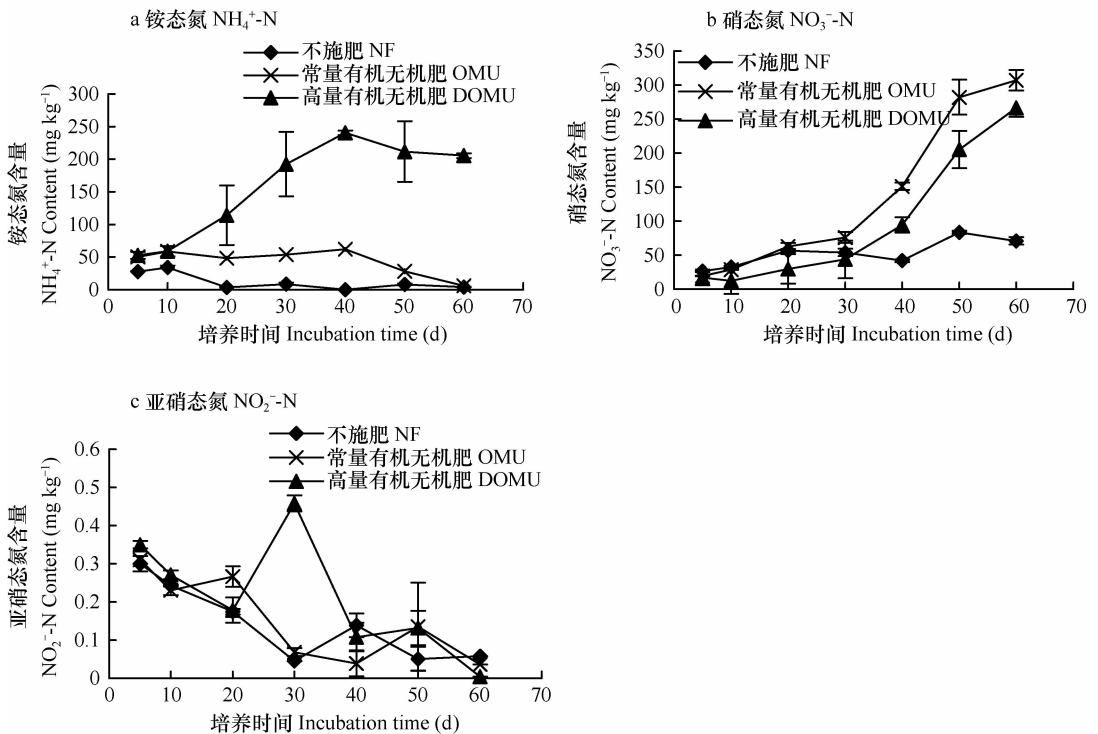 a 铵态氮 NH₄⁺-N
不施肥 NF
常量有机无机肥 OMU
高量有机无机肥 DOMU
300
250
200
150
100
50
0
铵态氮含量
NH₄⁺-N Content (mg kg⁻¹)
0 10 20 30 40 50 60 70
培养时间 Incubation time (d)
b 硝态氮 NO₃⁻-N
不施肥 NF
常量有机无机肥 OMU
高量有机无机肥 DOMU
350
300
250
200
150
100
50
0
硝态氮含量
NO₃⁻-N Content (mg kg⁻¹)
0 10 20 30 40 50 60 70
培养时间 Incubation time (d)
c 亚硝态氮 NO₂⁻-N
不施肥 NF
常量有机无机肥 OMU
高量有机无机肥 DOMU
0.6
0.5
0.4
0.3
0.2
0.1
0
亚硝态氮含量
NO₂⁻-N Content (mg kg⁻¹)
0 10 20 30 40 50 60 70
培养时间 Incubation time (d)